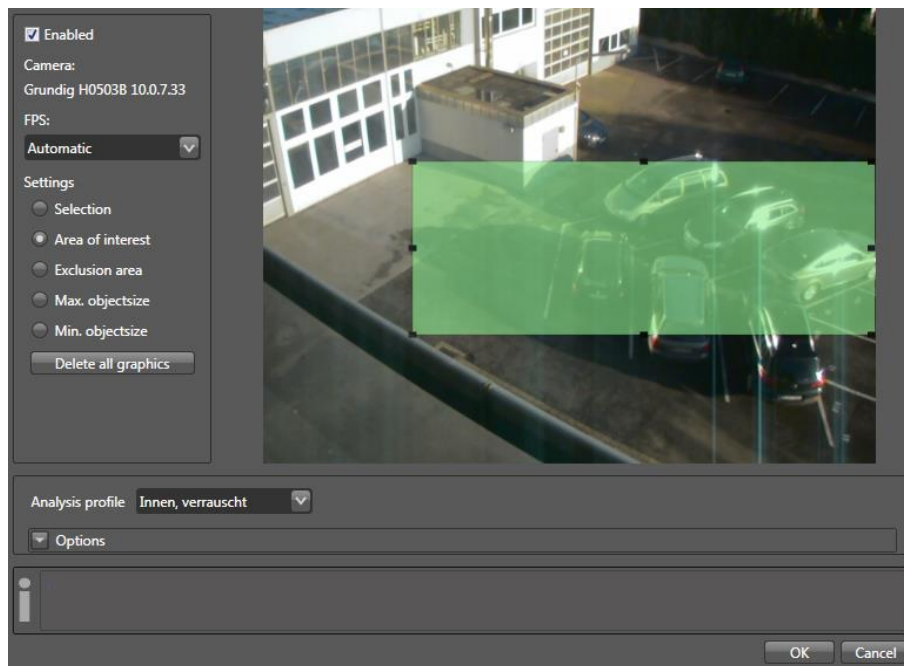 Enabled
Camera:
Grundig H0503B 10.0.7.33
FPS:
Automatic
Settings
Selection
Area of interest
Exclusion area
Max. objectsize
Min. objectsize
Delete all graphics
Analysis profile Innen, verrauscht
Options
OK Cancel